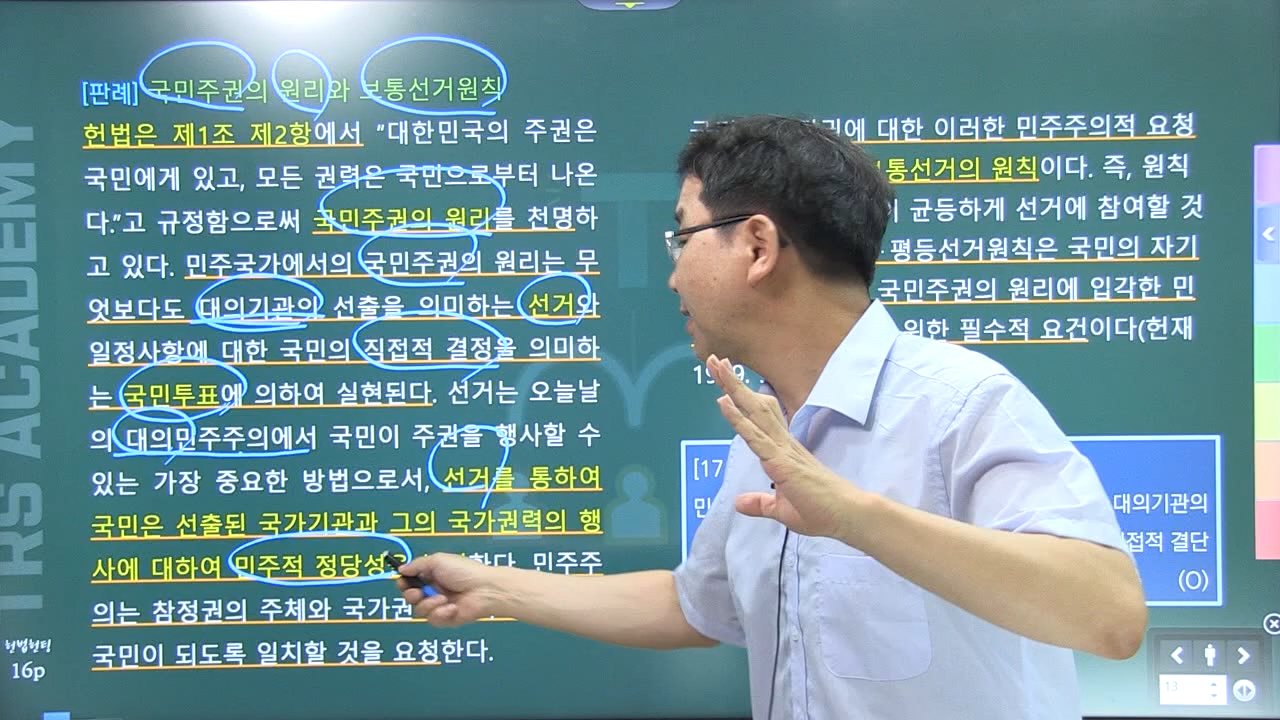 [판례] 국민주권의 원리와 보통선거원칙
헌법은 제1조 제2항에서 "대한민국의 주권은
국민에게 있고, 모든 권력은 국민으로부터 나온
다."고 규정함으로써 국민주권의 원리를 천명하
고 있다. 민주국가에서의 국민주권의 원리는 무
엇보다도 대의기관의 선출을 의미하는 선거와
일정사항에 대한 국민의 직접적 결정을 의미하
는 국민투표에 의하여 실현된다. 선거는 오늘날
의 대의민주주의에서 국민이 주권을 행사할 수
있는 가장 중요한 방법으로서, 선거를 통하여
국민은 선출된 국가기관과 그의 국가권력의 행
사에 대하여 민주적 정당성을 한다. 민주주
의는 참정권의 주체와 국가권
국민이 되도록 일치할 것을 요청한다.
에 대한 이러한 민주주의적 요청
보통선거의 원칙이다. 즉, 원칙
이 균등하게 선거에 참여할 것
평등선거원칙은 국민의 자기
국민주권의 원리에 입각한 민
위한 필수적 요건이다(헌재
[17
대의기관의
결단
(O)
TRS ACADEMY
헌법헌팅
16p
13